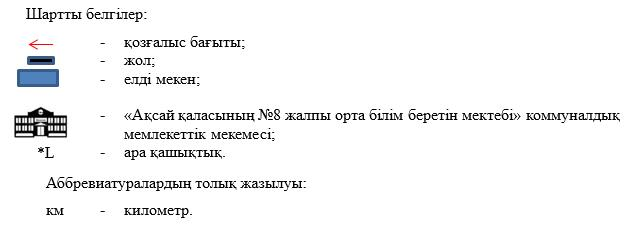 Шартты белгілер:
- қозғалыс бағыты;
- жол;
- елді мекен;
- «Ақсай қаласының №8 жалпы орта білім беретін мектебі» коммуналдық
мемлекеттік мекемесі;
*L - ара қашықтық.
Аббревиатуралардың толық жазылуы:
км - километр.